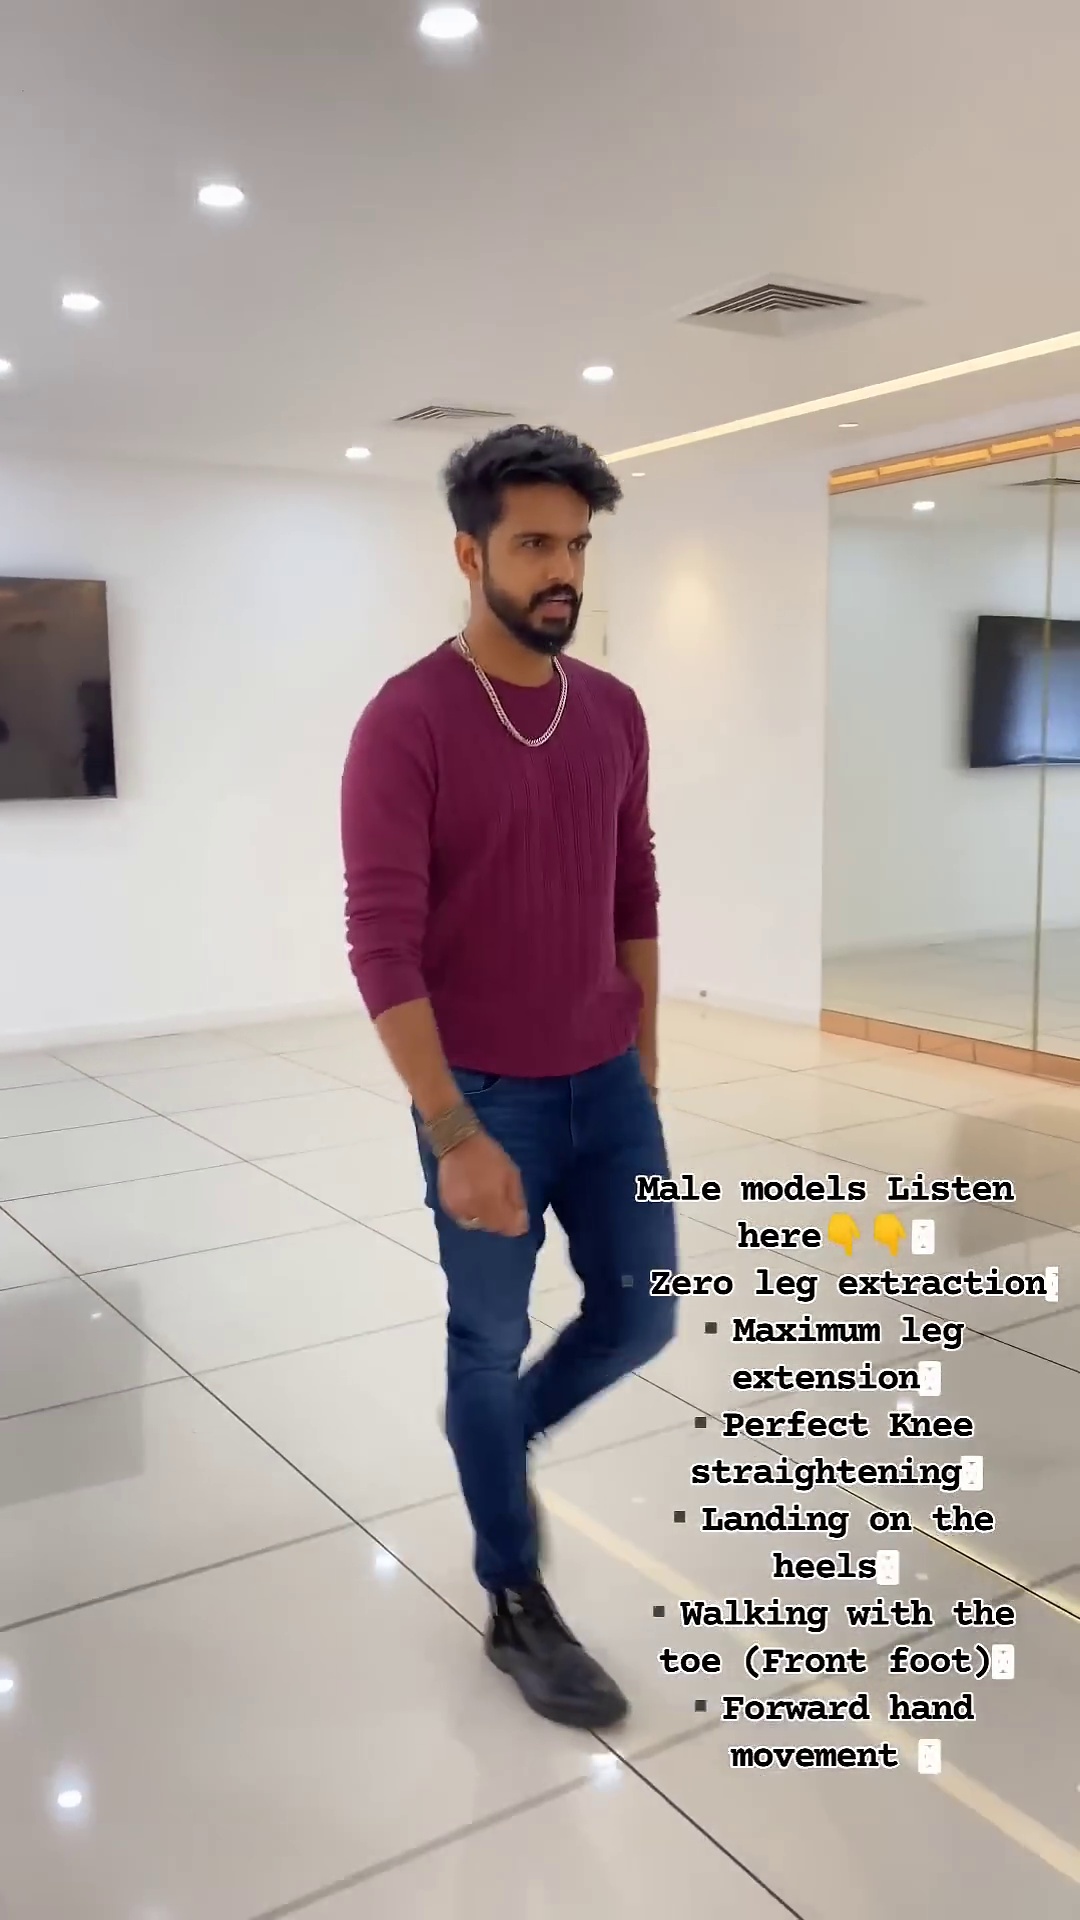 Male models Listen
here👇👇
▪ Zero leg extraction
▪ Maximum leg
extension
▪ Perfect Knee
straightening
▪ Landing on the
heels
▪ Walking with the
toe (Front foot)
▪ Forward hand
movement